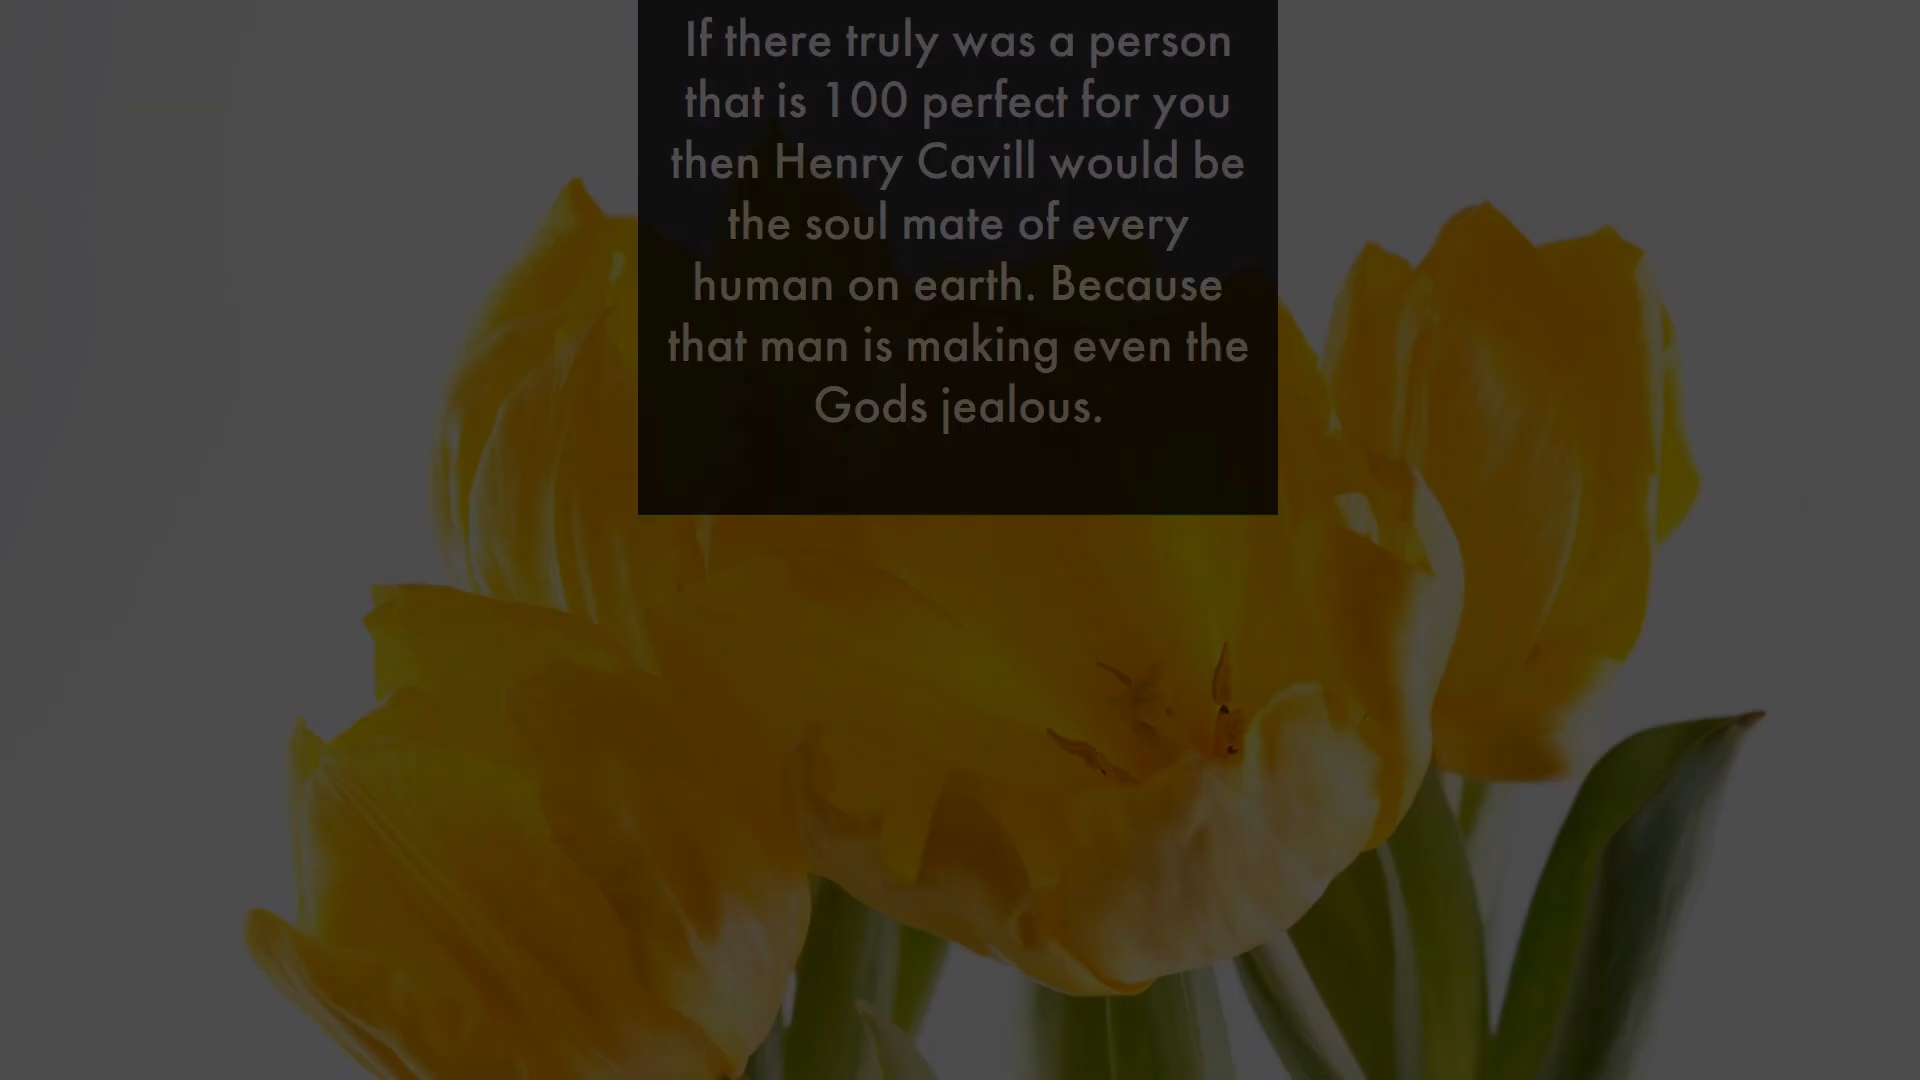 If there truly was a person
that is 100 perfect for you
then Henry Cavill would be
the soul mate of every
human on earth. Because
that man is making even the
Gods jealous.